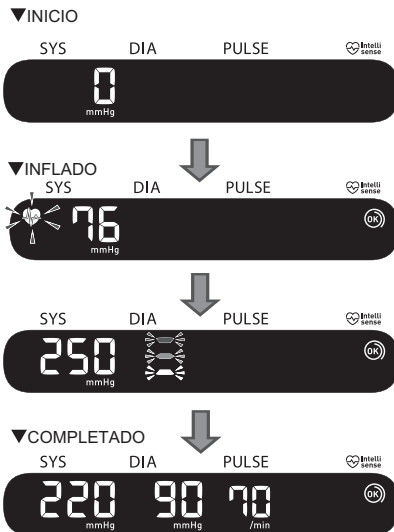 ▼INICIO
SYS DIA PULSE Intelli sense
0
mmHg
▼INFLADO
SYS DIA PULSE Intelli sense
76 OK
mmHg
SYS DIA PULSE Intelli sense
250 OK
mmHg
▼COMPLETADO
SYS DIA PULSE Intelli sense
220 90 70 OK
mmHg mmHg /min